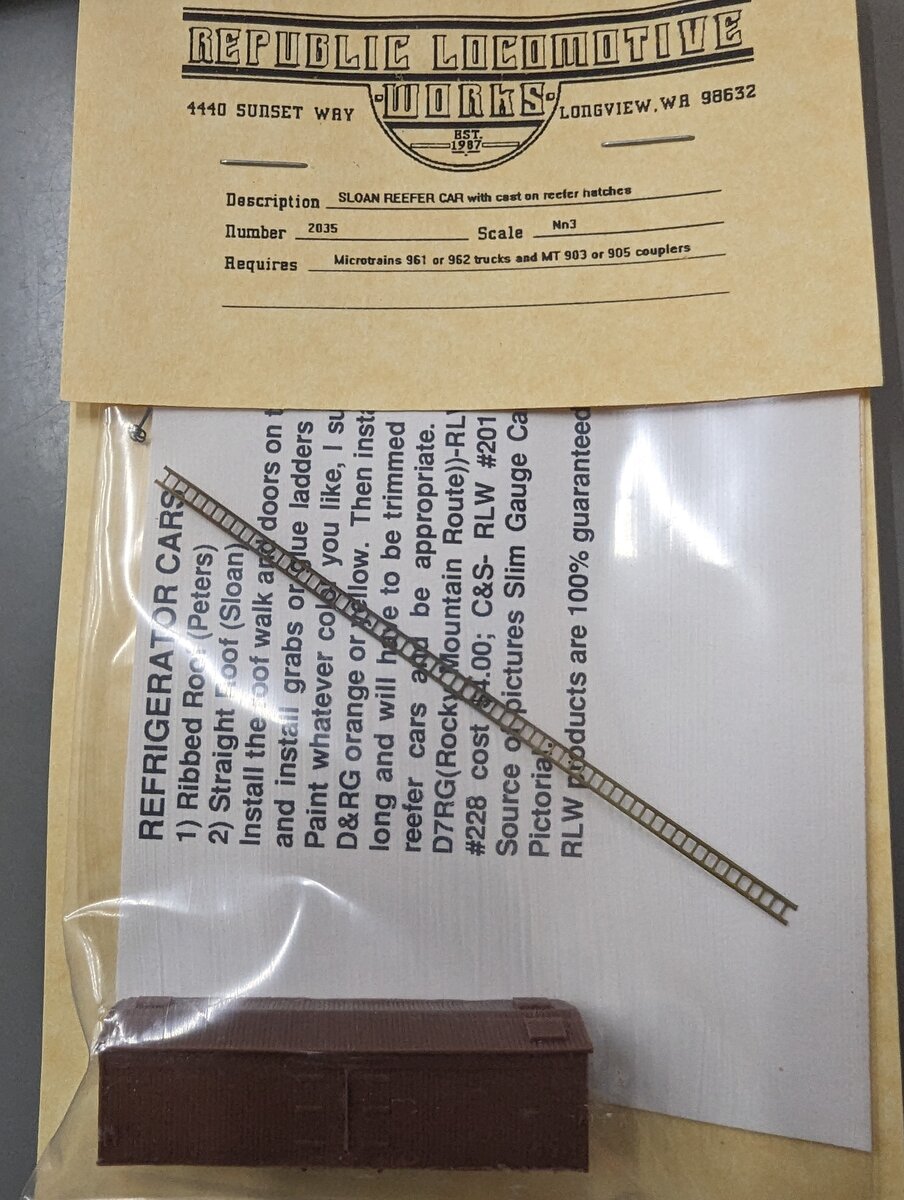 REPUBLIC LOCOMOTIVE
WORKS
4440 SUNSET WAY
LONGVIEW, WA 98632
EST.
1987
Description SLOAN REEFER CAR with cast on reefer hatches
Number 2035 Scale Nn3
Requires Microtrains 961 or 962 trucks and MT 903 or 905 couplers
REFRIGERATOR CARS
1) Ribbed Roof (Peters)
2) Straight Roof (Sloan)
Install the roof walk and doors on t
and install grabs or glue ladders
Paint whatever color you like, I su
D&RG orange or yellow. Then insta
long and will have to be trimmed
reefer cars and be appropriate.
D7RG(Rocky Mountain Route))-RLW
#228 cost 4.00; C&S- RLW #201
Source of pictures Slim Gauge Ca
Pictorial
RLW products are 100% guaranteed